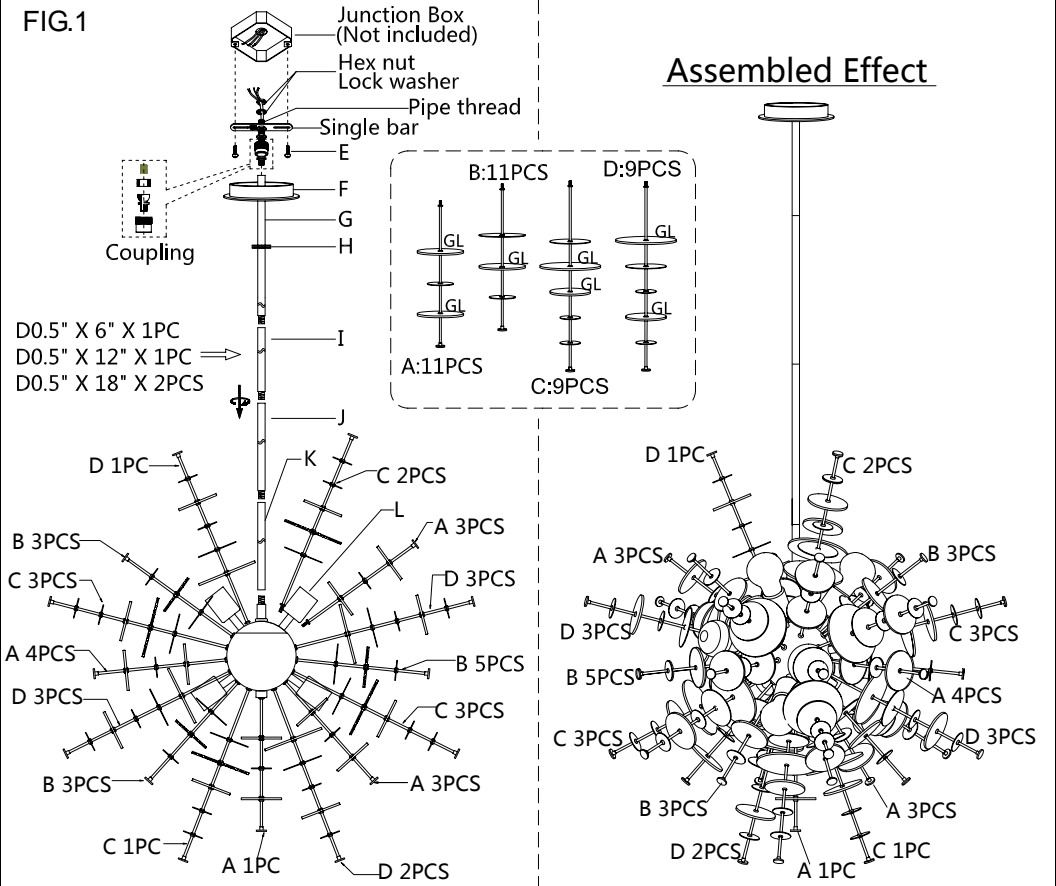 FIG.1
Junction Box
(Not included)
Hex nut
Lock washer
Pipe thread
Single bar
E
F
G
H
Coupling
D0.5" X 6" X 1PC
D0.5" X 12" X 1PC
D0.5" X 18" X 2PCS
I
J
K
L
D 1PC
C 2PCS
B 3PCS
A 3PCS
C 3PCS
D 3PCS
A 4PCS
B 5PCS
D 3PCS
C 3PCS
B 3PCS
A 3PCS
C 1PC
A 1PC
D 2PCS
B:11PCS
D:9PCS
GL
GL
GL
GL
GL
GL
GL
A:11PCS
C:9PCS
Assembled Effect
D 1PC
C 2PCS
A 3PCS
B 3PCS
D 3PCS
C 3PCS
B 5PCS
A 4PCS
C 3PCS
D 3PCS
B 3PCS
A 3PCS
D 2PCS
C 1PC
A 1PC